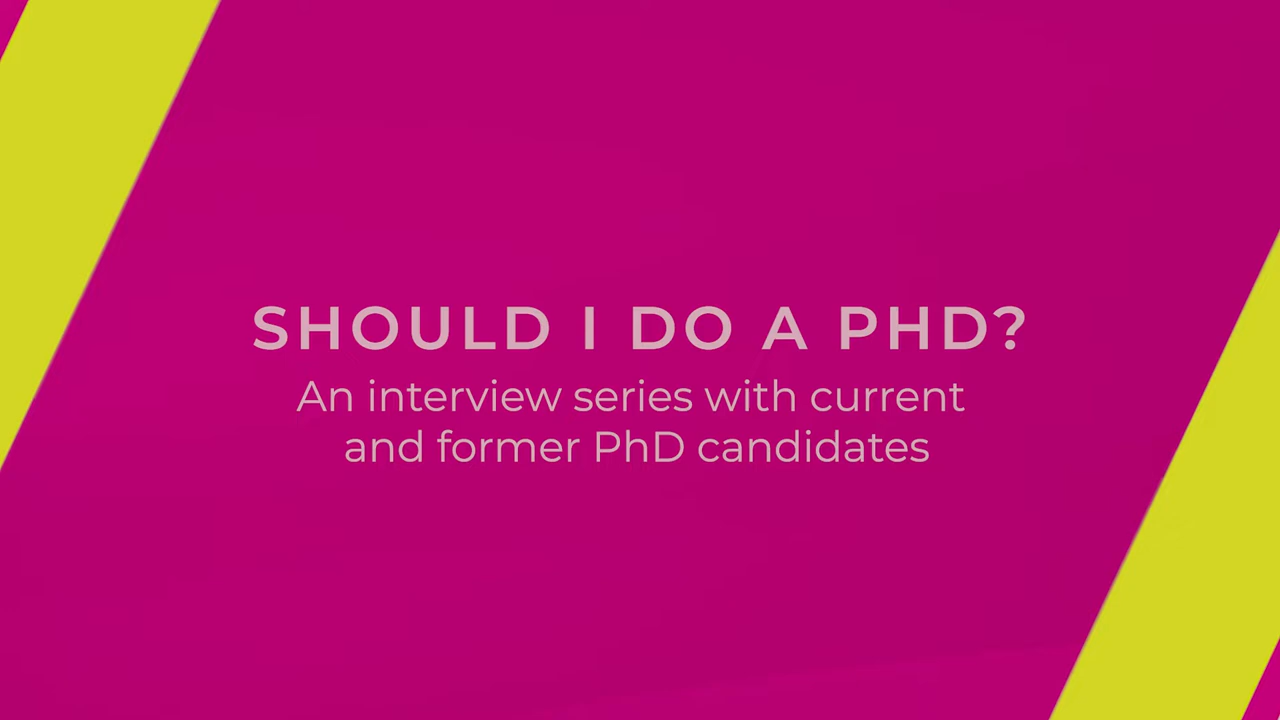 SHOULD I DO A PHD?
An interview series with current
and former PhD candidates